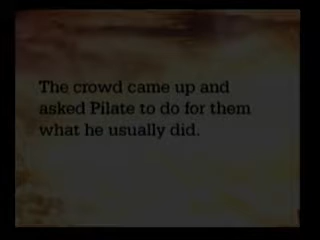 The crowd came up and
asked Pilate to do for them
what he usually did.